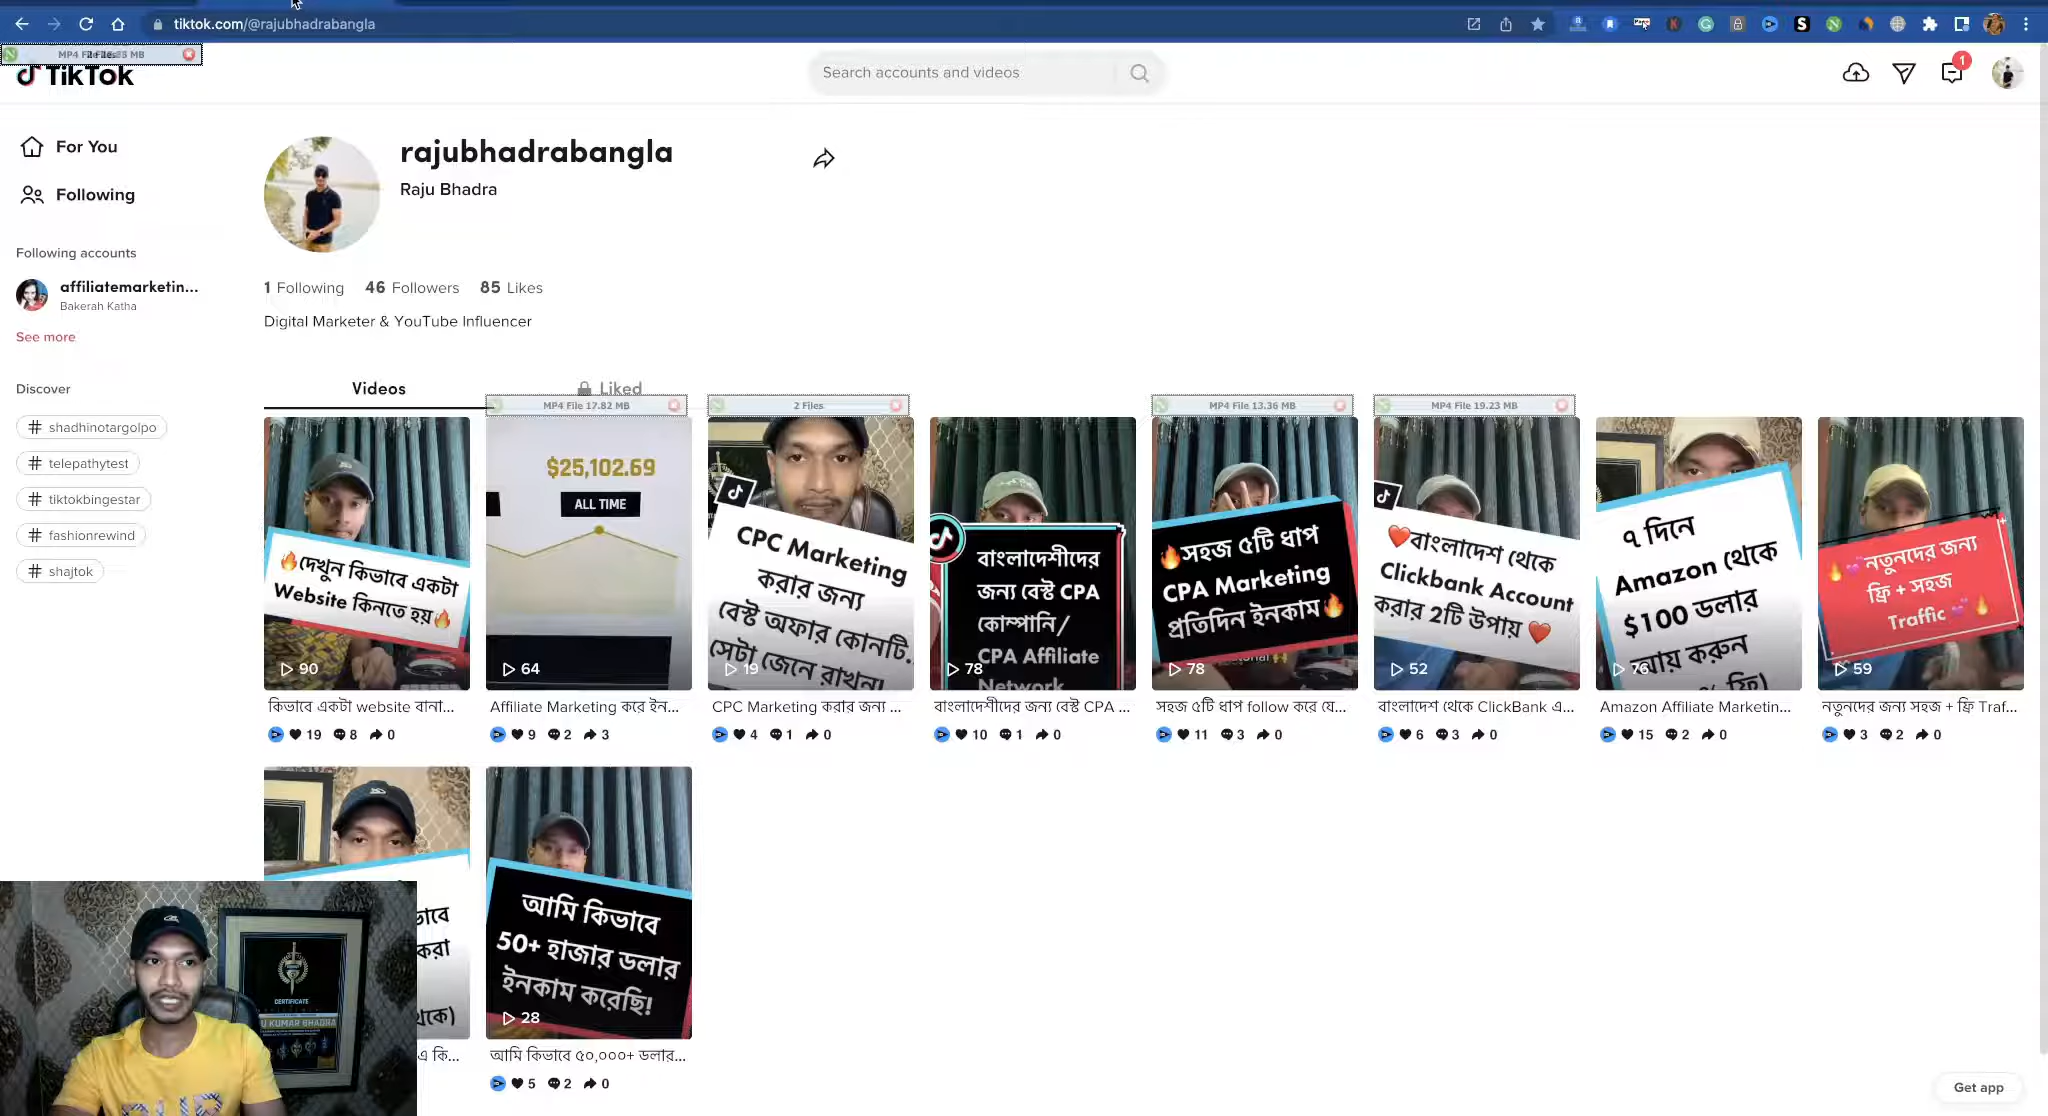 tiktok.com/@rajubhadrabangla
TikTok
Search accounts and videos
1
For You
Following
Following accounts
affiliatemarketin...
Bakerah Katha
See more
Discover
# shadhinotargolpo
# telepathytest
# tiktokbingestar
# fashionrewind
# shajtok
rajubhadrabangla
Raju Bhadra
1 Following 46 Followers 85 Likes
Digital Marketer & YouTube Influencer
Videos
Liked
MP4 File 17.82 MB
2 Files
MP4 File 13.36 MB
MP4 File 19.23 MB
🔥দেখুন কিভাবে একটা
Website কিনতে হয়🔥
90
কিভাবে একটা website বানা...
19 8 0
$25,102.69
ALL TIME
64
Affiliate Marketing করে ইন...
9 2 3
CPC Marketing
করার জন্য
বেস্ট অফার কোনটি.
সেটা জেনে রাখুন!
19
CPC Marketing করার জন্য ...
4 1 0
বাংলাদেশীদের
জন্য বেস্ট CPA
কোম্পানি/
CPA Affiliate
Network
78
বাংলাদেশীদের জন্য বেস্ট CPA ...
10 1 0
🔥সহজ ৫টি ধাপ
CPA Marketing
প্রতিদিন ইনকাম🔥
78
সহজ ৫টি ধাপ follow করে যে...
11 3 0
❤️বাংলাদেশ থেকে
Clickbank Account
করার 2টি উপায় ❤️
52
বাংলাদেশ থেকে ClickBank এ...
6 3 0
৭ দিনে
Amazon থেকে
$100 ডলার
আয় করুন
76
Amazon Affiliate Marketin...
15 2 0
🔥💞নতুনদের জন্য
ফ্রি + সহজ
Traffic 💞🔥
59
নতুনদের জন্য সহজ + ফ্রি Traf...
3 2 0
করা
থেকে)
এ কি...
আমি কিভাবে
50+ হাজার ডলার
ইনকাম করেছি!
28
আমি কিভাবে ৫০,০০০+ ডলার...
5 2 0
CERTIFICATE
U KUMAR BHADRA
Get app